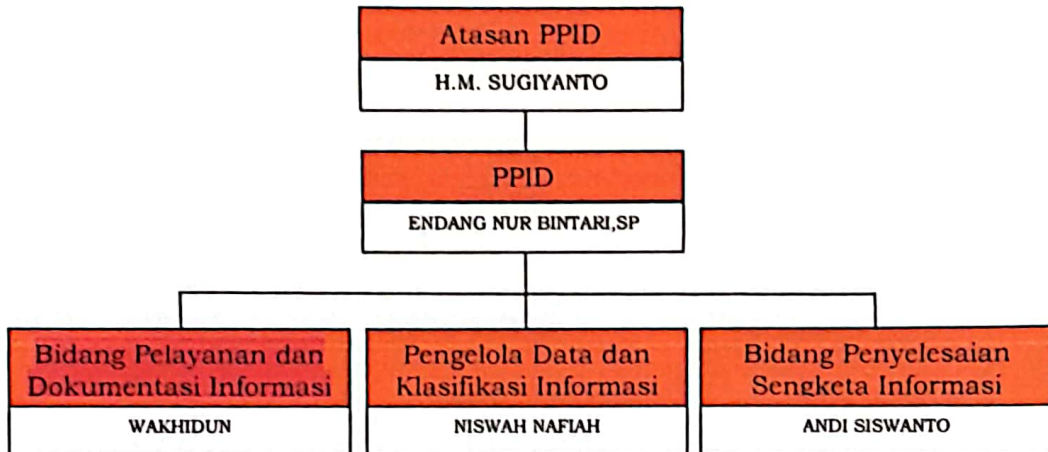 Atasan PPID
H.M. SUGIYANTO
PPID
ENDANG NUR BINTARI,SP
Bidang Pelayanan dan
Dokumentasi Informasi
WAKHIDUN
Pengelola Data dan
Klasifikasi Informasi
NISWAH NAFIAH
Bidang Penyelesaian
Sengketa Informasi
ANDI SISWANTO